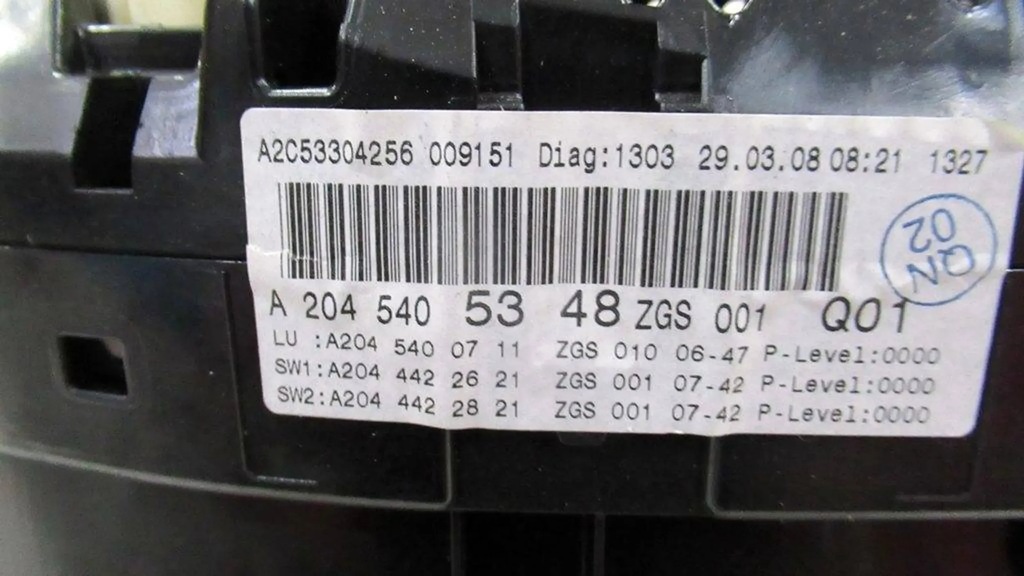 A2C53304256 009151 Diag:1303 29.03.08 08:21 1327
QN
02
A 204 540 53 48 ZGS 001 Q01
LU :A204 540 07 11 ZGS 010 06-47 P-Level:0000
SW1:A204 442 26 21 ZGS 001 07-42 P-Level:0000
SW2:A204 442 28 21 ZGS 001 07-42 P-Level:0000